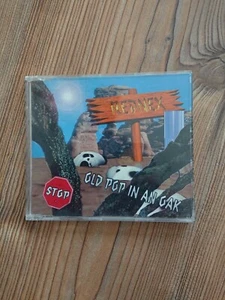 REDNEX
STOP
OLD POP IN AN OAK